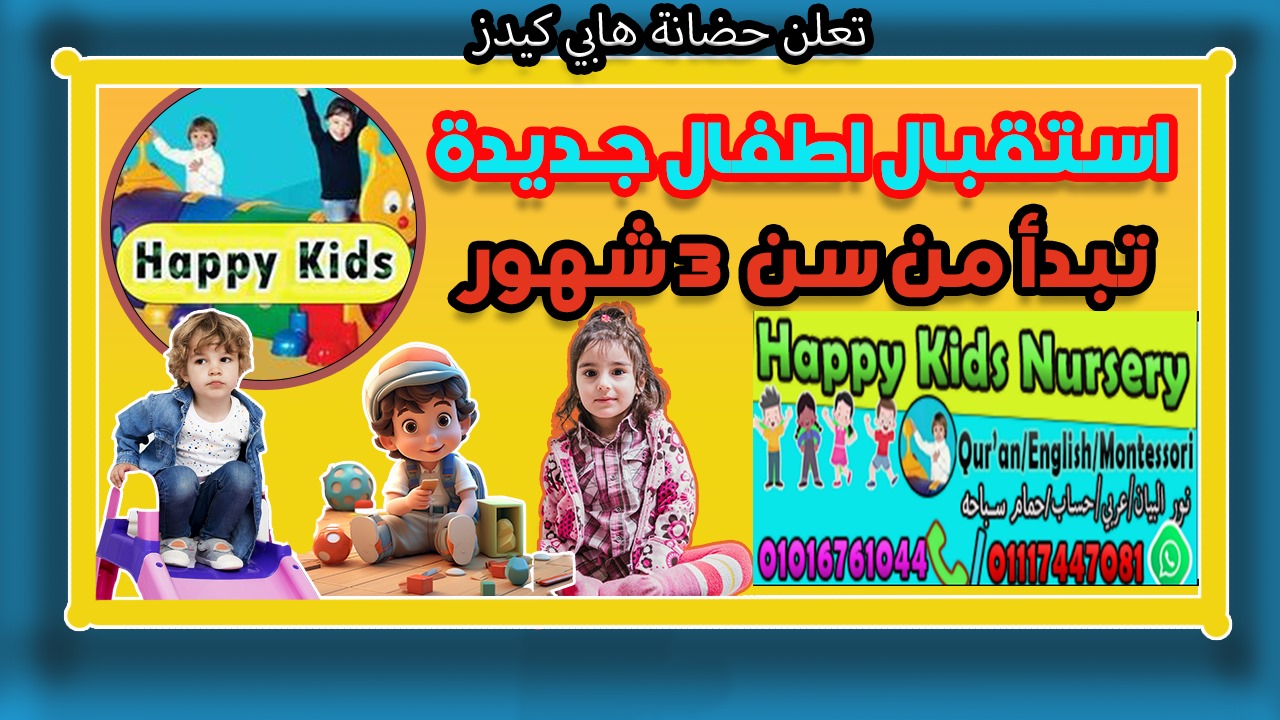 تعلن حضانة هابي كيدز
استقبال اطفال جديدة
تبدأ من سن 3 شهور
Happy Kids
Happy Kids Nursery
Qur'an/English/Montessori
نور البيان/عربي/حساب/حمام سباحه
01016761044 / 01117447081